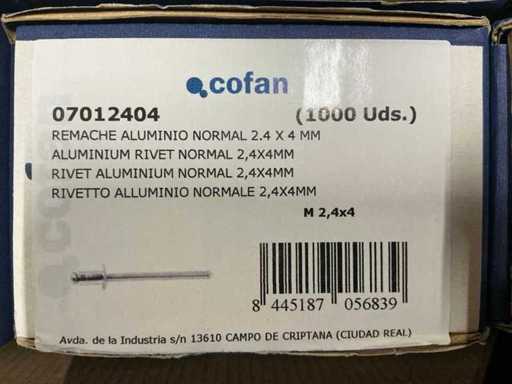 cofan
07012404 (1000 Uds.)
REMACHE ALUMINIO NORMAL 2.4 X 4 MM
ALUMINIUM RIVET NORMAL 2,4X4MM
RIVET ALUMINIUM NORMAL 2,4X4MM
RIVETTO ALLUMINIO NORMALE 2,4X4MM
M 2,4x4
8 445187 056839
Avda. de la Industria s/n 13610 CAMPO DE CRIPTANA (CIUDAD REAL)